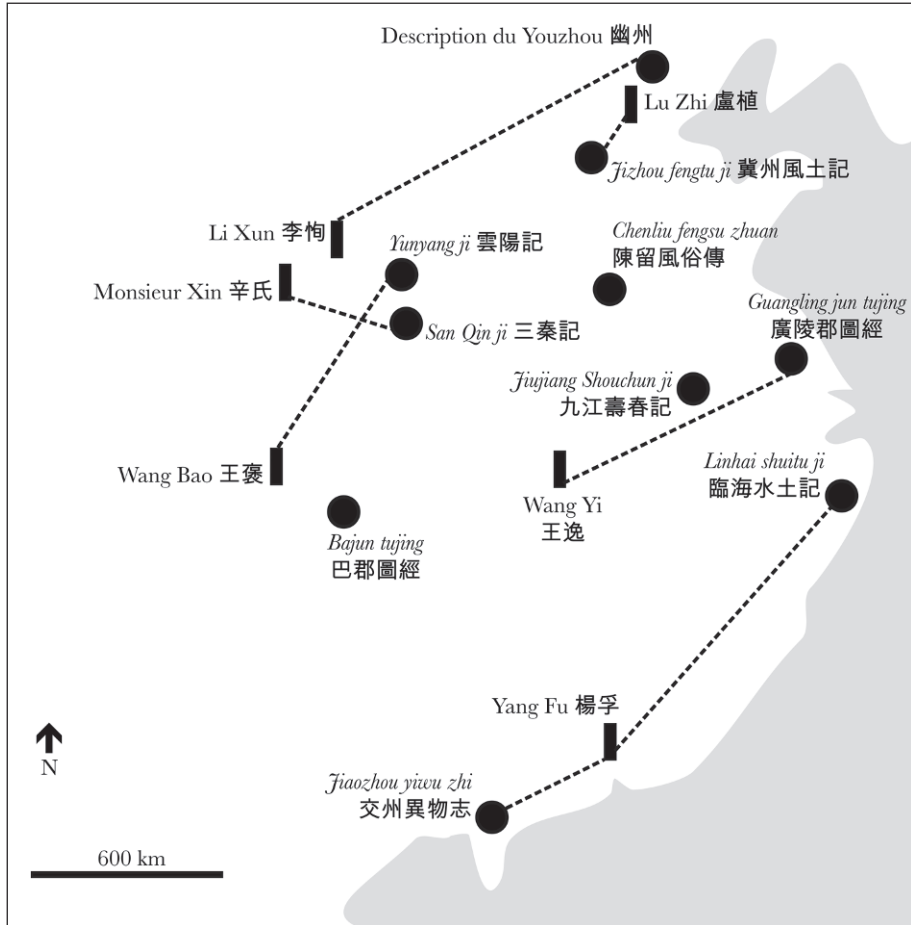 Description du Youzhou 幽州
Lu Zhi 盧植
Jizhou fengtu ji 冀州風土記
Li Xun 李恂
Yunyang ji 雲陽記
Chenliu fengsu zhuan
陳留風俗傳
Monsieur Xin 辛氏
San Qin ji 三秦記
Guangling jun tujing
廣陵郡圖經
Jiujiang Shouchun ji
九江壽春記
Wang Bao 王褒
Wang Yi
王逸
Linhai shuitu ji
臨海水土記
Bajun tujing
巴郡圖經
Yang Fu 楊孚
N
Jiaozhou yiwu zhi
交州異物志
600 km